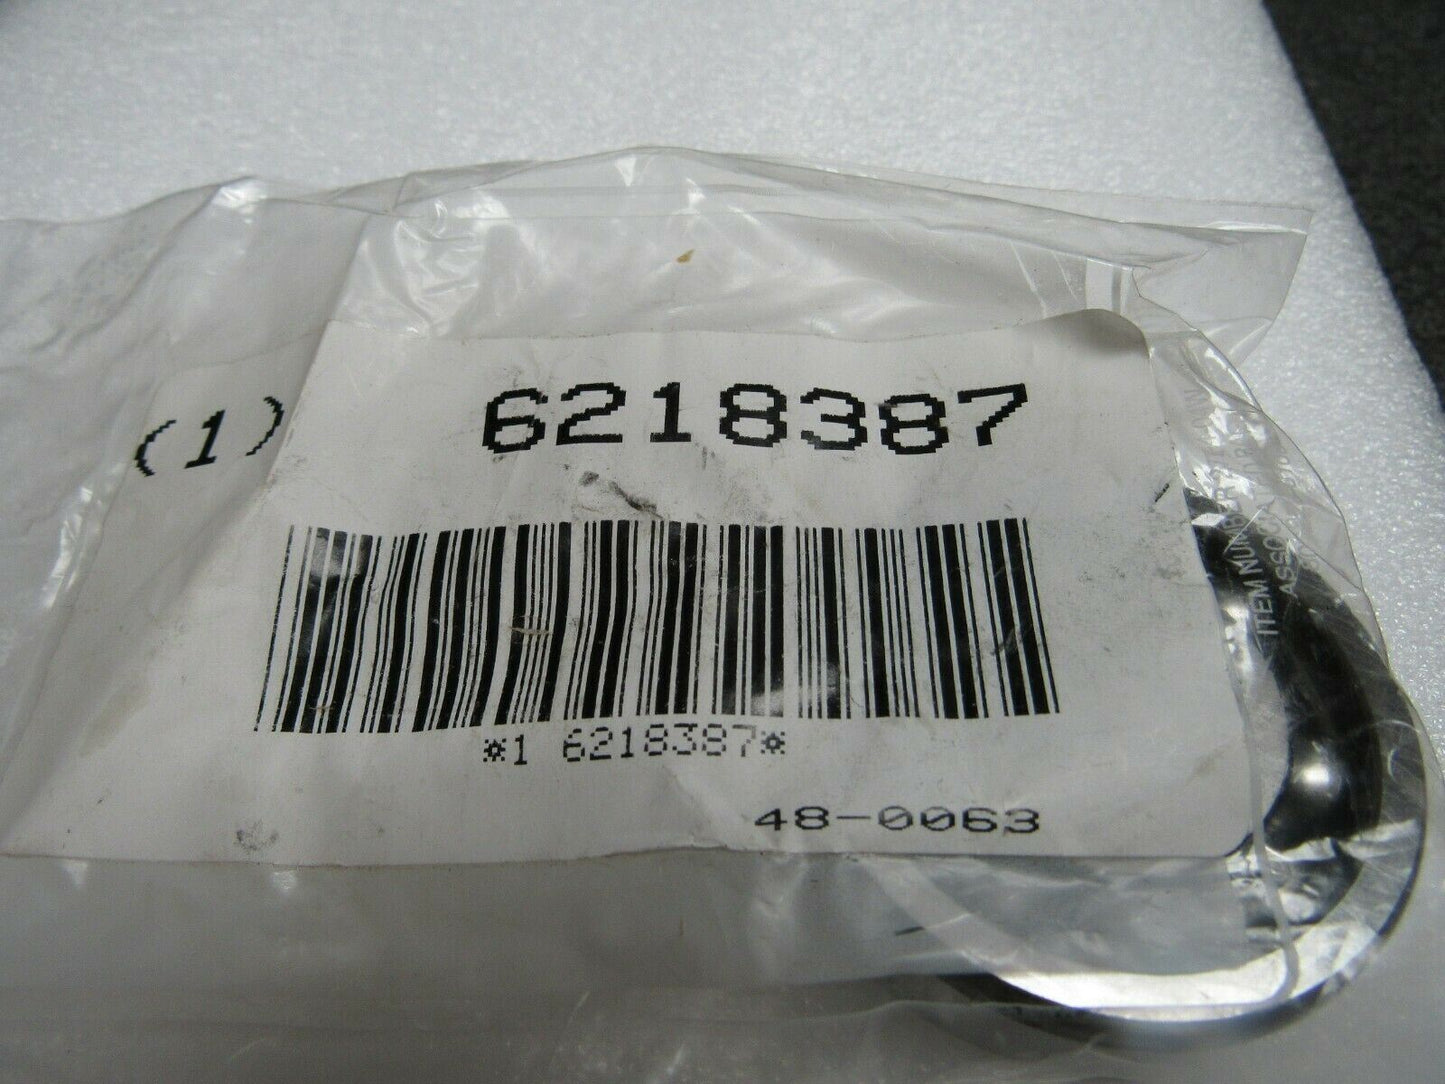 (1) 6218387
*1 6218387*
48-0063
ITEM NUMBER